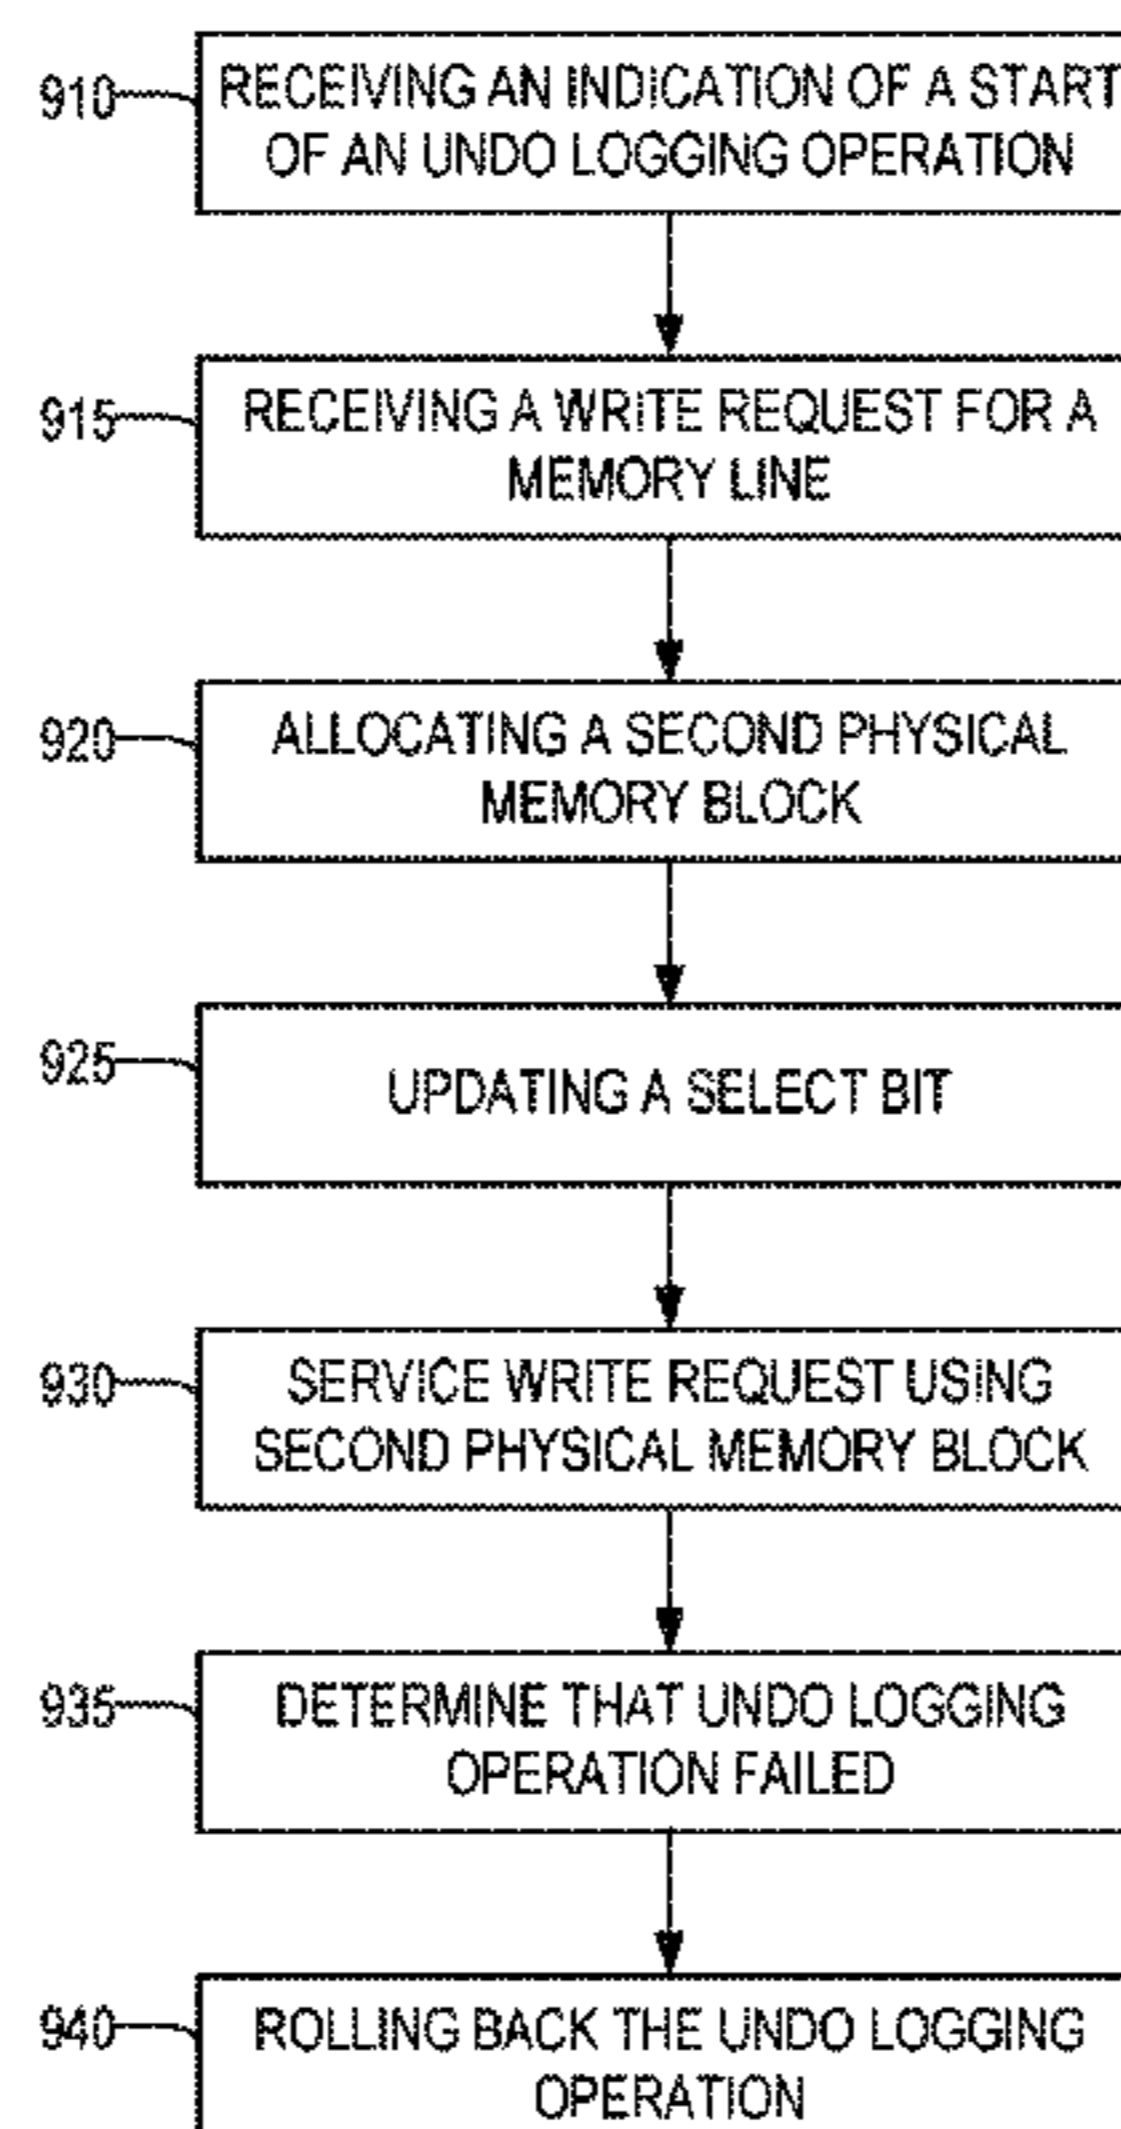 910 RECEIVING AN INDICATION OF A START
OF AN UNDO LOGGING OPERATION
915 RECEIVING A WRITE REQUEST FOR A
MEMORY LINE
920 ALLOCATING A SECOND PHYSICAL
MEMORY BLOCK
925 UPDATING A SELECT BIT
930 SERVICE WRITE REQUEST USING
SECOND PHYSICAL MEMORY BLOCK
935 DETERMINE THAT UNDO LOGGING
OPERATION FAILED
940 ROLLING BACK THE UNDO LOGGING
OPERATION